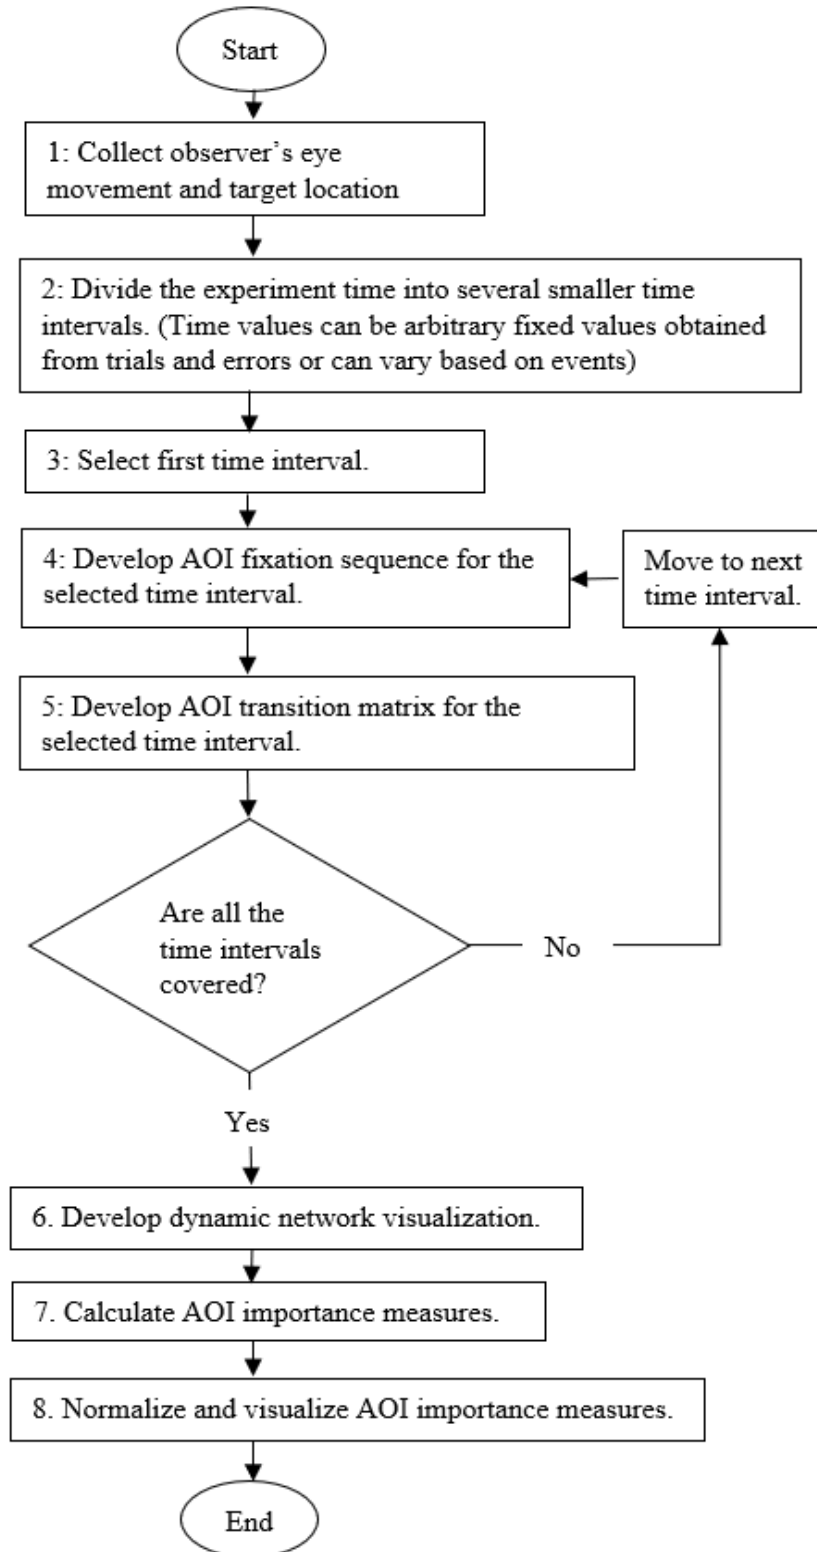 Start
1: Collect observer’s eye
movement and target location
2: Divide the experiment time into several smaller time
intervals. (Time values can be arbitrary fixed values obtained
from trials and errors or can vary based on events)
3: Select first time interval.
4: Develop AOI fixation sequence for the
selected time interval.
Move to next
time interval.
5: Develop AOI transition matrix for the
selected time interval.
Are all the
time intervals
covered?
No
Yes
6. Develop dynamic network visualization.
7. Calculate AOI importance measures.
8. Normalize and visualize AOI importance measures.
End